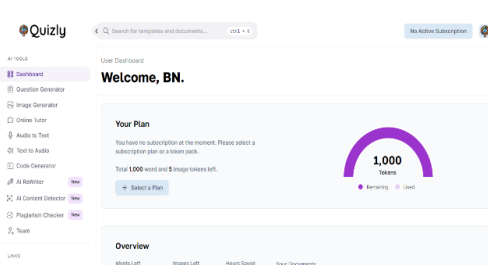 Quizly
Search for templates and documents...
ctrl + k
No Active Subscription
AI TOOLS
Dashboard
Question Generator
Image Generator
Online Tutor
Audio to Text
Text to Audio
Code Generator
AI ReWriter New
AI Content Detector New
Plagiarism Checker New
Team
LINKS
User Dashboard
Welcome, BN.
Your Plan
You have no subscription at the moment. Please select a
subscription plan or a token pack.
Total 1,000 word and 5 image tokens left.
+ Select a Plan
1,000
Tokens
Remaining Used
Overview
Words Left Images Left Hours Saved Your Documents